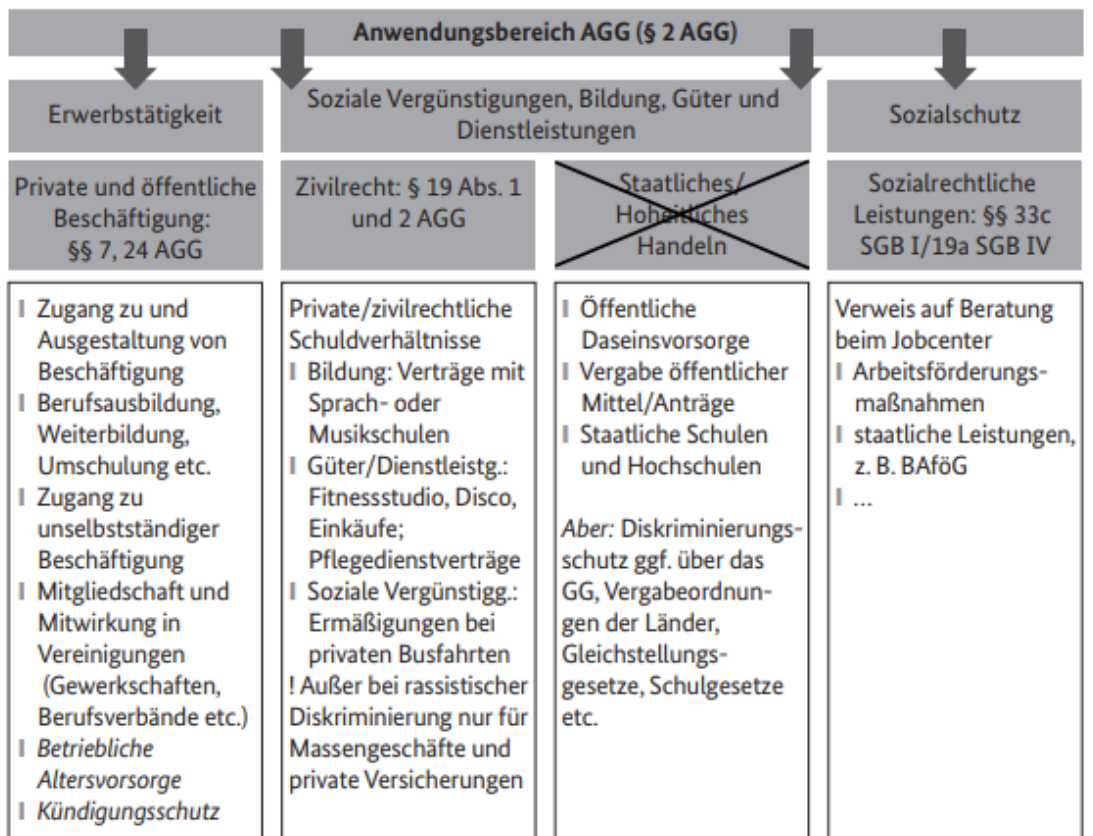 Anwendungsbereich AGG (§ 2 AGG)
Erwerbstätigkeit
Soziale Vergünstigungen, Bildung, Güter und
Dienstleistungen
Sozialschutz
Private und öffentliche
Beschäftigung:
§§ 7, 24 AGG
Zivilrecht: § 19 Abs. 1
und 2 AGG
Staatliches/
Hoheitliches
Handeln
Sozialrechtliche
Leistungen: §§ 33c
SGB I/19a SGB IV
Zugang zu und
Ausgestaltung von
Beschäftigung
Berufsausbildung,
Weiterbildung,
Umschulung etc.
Zugang zu
unselbstständiger
Beschäftigung
Mitgliedschaft und
Mitwirkung in
Vereinigungen
(Gewerkschaften,
Berufsverbände etc.)
Betriebliche
Altersvorsorge
Kündigungsschutz
Private/zivilrechtliche
Schuldverhältnisse
Bildung: Verträge mit
Sprach- oder
Musikschulen
Güter/Dienstleistg.:
Fitnessstudio, Disco,
Einkäufe;
Pflegedienstverträge
Soziale Vergünstigg.:
Ermäßigungen bei
privaten Busfahrten
! Außer bei rassistischer
Diskriminierung nur für
Massengeschäfte und
private Versicherungen
Öffentliche
Daseinsvorsorge
Vergabe öffentlicher
Mittel/Anträge
Staatliche Schulen
und Hochschulen
Aber: Diskriminierungs-
schutz ggf. über das
GG, Vergabeordnun-
gen der Länder,
Gleichstellungs-
gesetze, Schulgesetze
etc.
Verweis auf Beratung
beim Jobcenter
Arbeitsförderungs-
maßnahmen
staatliche Leistungen,
z. B. BAföG
...